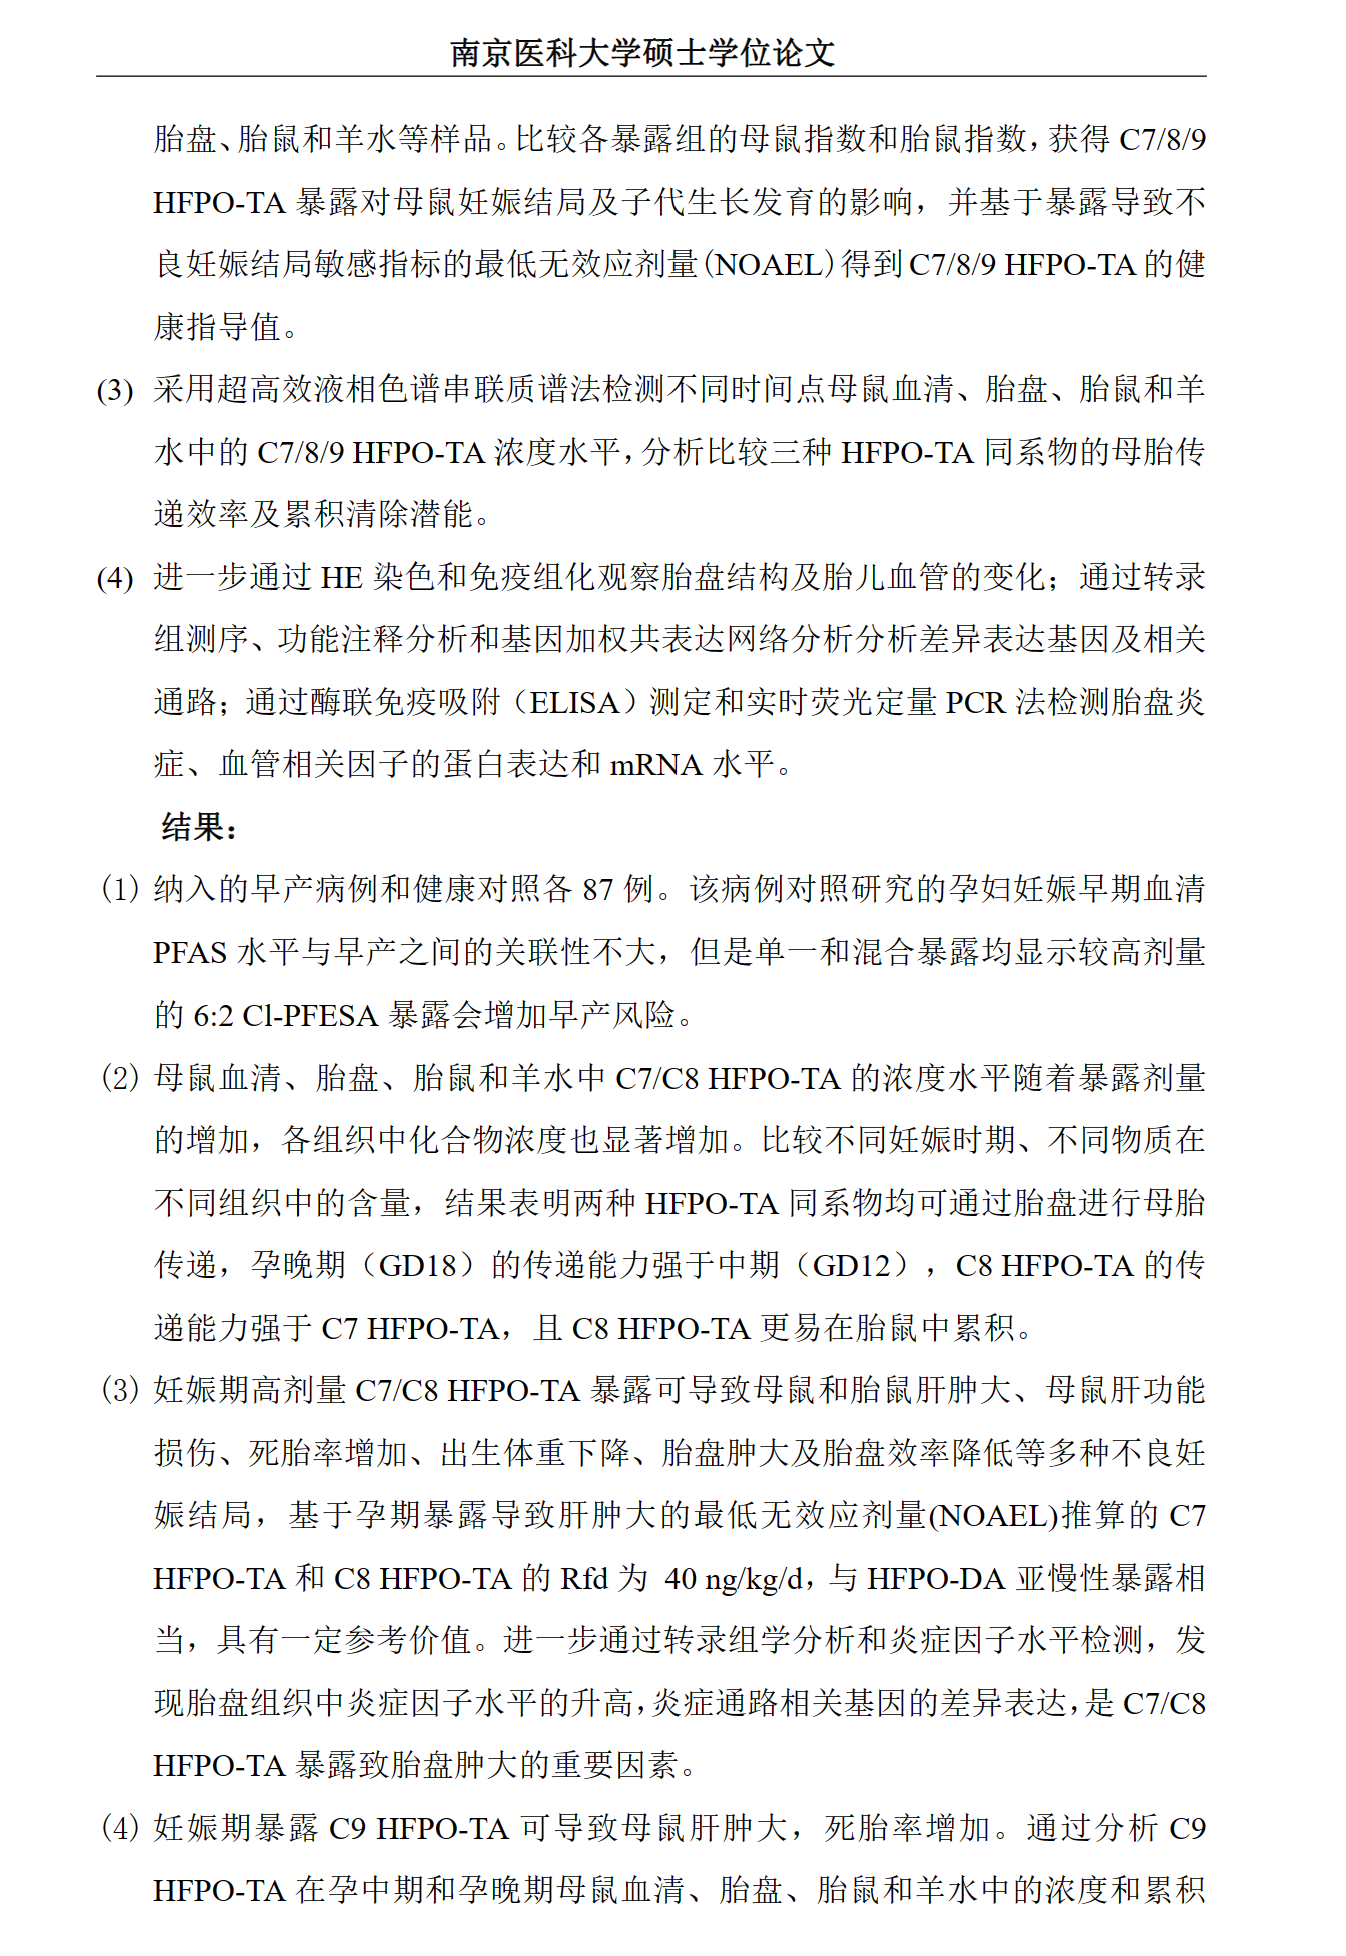 南京医科大学硕士学位论文
胎盘、胎鼠和羊水等样品。比较各暴露组的母鼠指数和胎鼠指数，获得 C7/8/9
HFPO-TA 暴露对母鼠妊娠结局及子代生长发育的影响，并基于暴露导致不
良妊娠结局敏感指标的最低无效应剂量(NOAEL)得到 C7/8/9 HFPO-TA 的健
康指导值。
(3) 采用超高效液相色谱串联质谱法检测不同时间点母鼠血清、胎盘、胎鼠和羊
水中的 C7/8/9 HFPO-TA 浓度水平，分析比较三种 HFPO-TA 同系物的母胎传
递效率及累积清除潜能。
(4) 进一步通过 HE 染色和免疫组化观察胎盘结构及胎儿血管的变化；通过转录
组测序、功能注释分析和基因加权共表达网络分析分析差异表达基因及相关
通路；通过酶联免疫吸附（ELISA）测定和实时荧光定量 PCR 法检测胎盘炎
症、血管相关因子的蛋白表达和 mRNA 水平。
结果：
(1) 纳入的早产病例和健康对照各 87 例。该病例对照研究的孕妇妊娠早期血清
PFAS 水平与早产之间的关联性不大，但是单一和混合暴露均显示较高剂量
的 6:2 Cl-PFESA 暴露会增加早产风险。
(2) 母鼠血清、胎盘、胎鼠和羊水中 C7/C8 HFPO-TA 的浓度水平随着暴露剂量
的增加，各组织中化合物浓度也显著增加。比较不同妊娠时期、不同物质在
不同组织中的含量，结果表明两种 HFPO-TA 同系物均可通过胎盘进行母胎
传递，孕晚期（GD18）的传递能力强于中期（GD12），C8 HFPO-TA 的传
递能力强于 C7 HFPO-TA，且 C8 HFPO-TA 更易在胎鼠中累积。
(3) 妊娠期高剂量 C7/C8 HFPO-TA 暴露可导致母鼠和胎鼠肝肿大、母鼠肝功能
损伤、死胎率增加、出生体重下降、胎盘肿大及胎盘效率降低等多种不良妊
娠结局，基于孕期暴露导致肝肿大的最低无效应剂量(NOAEL)推算的 C7
HFPO-TA 和 C8 HFPO-TA 的 Rfd 为 40 ng/kg/d，与 HFPO-DA 亚慢性暴露相
当，具有一定参考价值。进一步通过转录组学分析和炎症因子水平检测，发
现胎盘组织中炎症因子水平的升高，炎症通路相关基因的差异表达，是 C7/C8
HFPO-TA 暴露致胎盘肿大的重要因素。
(4) 妊娠期暴露 C9 HFPO-TA 可导致母鼠肝肿大，死胎率增加。通过分析 C9
HFPO-TA 在孕中期和孕晚期母鼠血清、胎盘、胎鼠和羊水中的浓度和累积